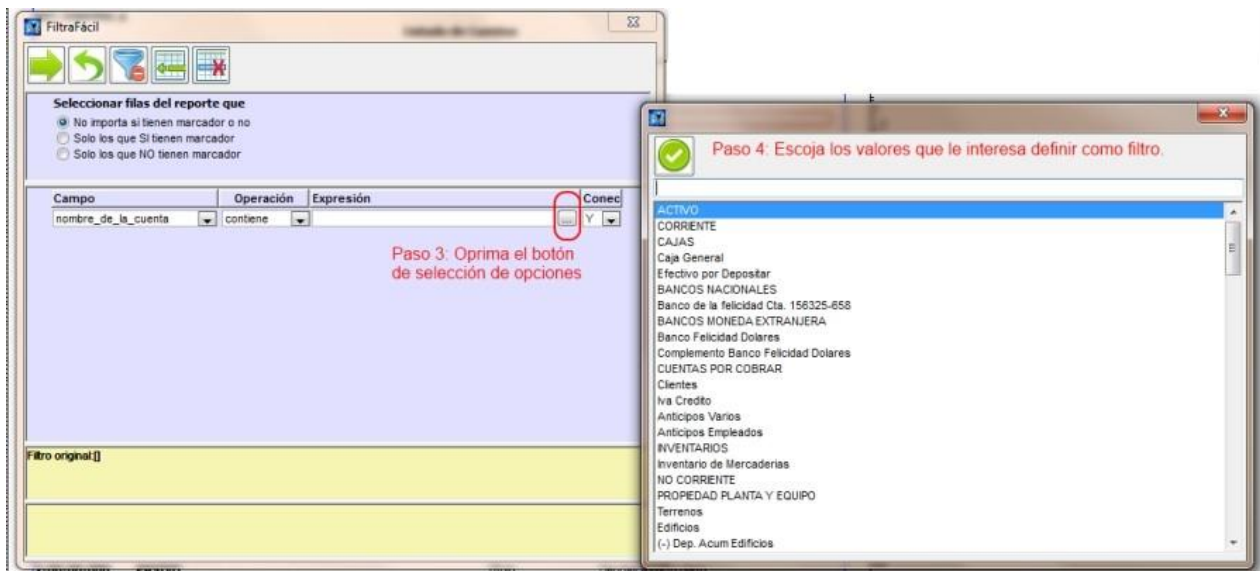 FiltraFácil
Seleccionar filas del reporte que
No importa si tienen marcador o no
Solo los que SI tienen marcador
Solo los que NO tienen marcador
Campo Operación Expresión Conec
nombre_de_la_cuenta contiene ... Y
Paso 3: Oprima el botón
de selección de opciones
Filtro original:[]
Paso 4: Escoja los valores que le interesa definir como filtro.
ACTIVO
CORRIENTE
CAJAS
Caja General
Efectivo por Depositar
BANCOS NACIONALES
Banco de la felicidad Cta. 156325-658
BANCOS MONEDA EXTRANJERA
Banco Felicidad Dolares
Complemento Banco Felicidad Dolares
CUENTAS POR COBRAR
Clientes
Iva Credito
Anticipos Varios
Anticipos Empleados
INVENTARIOS
Inventario de Mercaderias
NO CORRIENTE
PROPIEDAD PLANTA Y EQUIPO
Terrenos
Edificios
(-) Dep. Acum Edificios